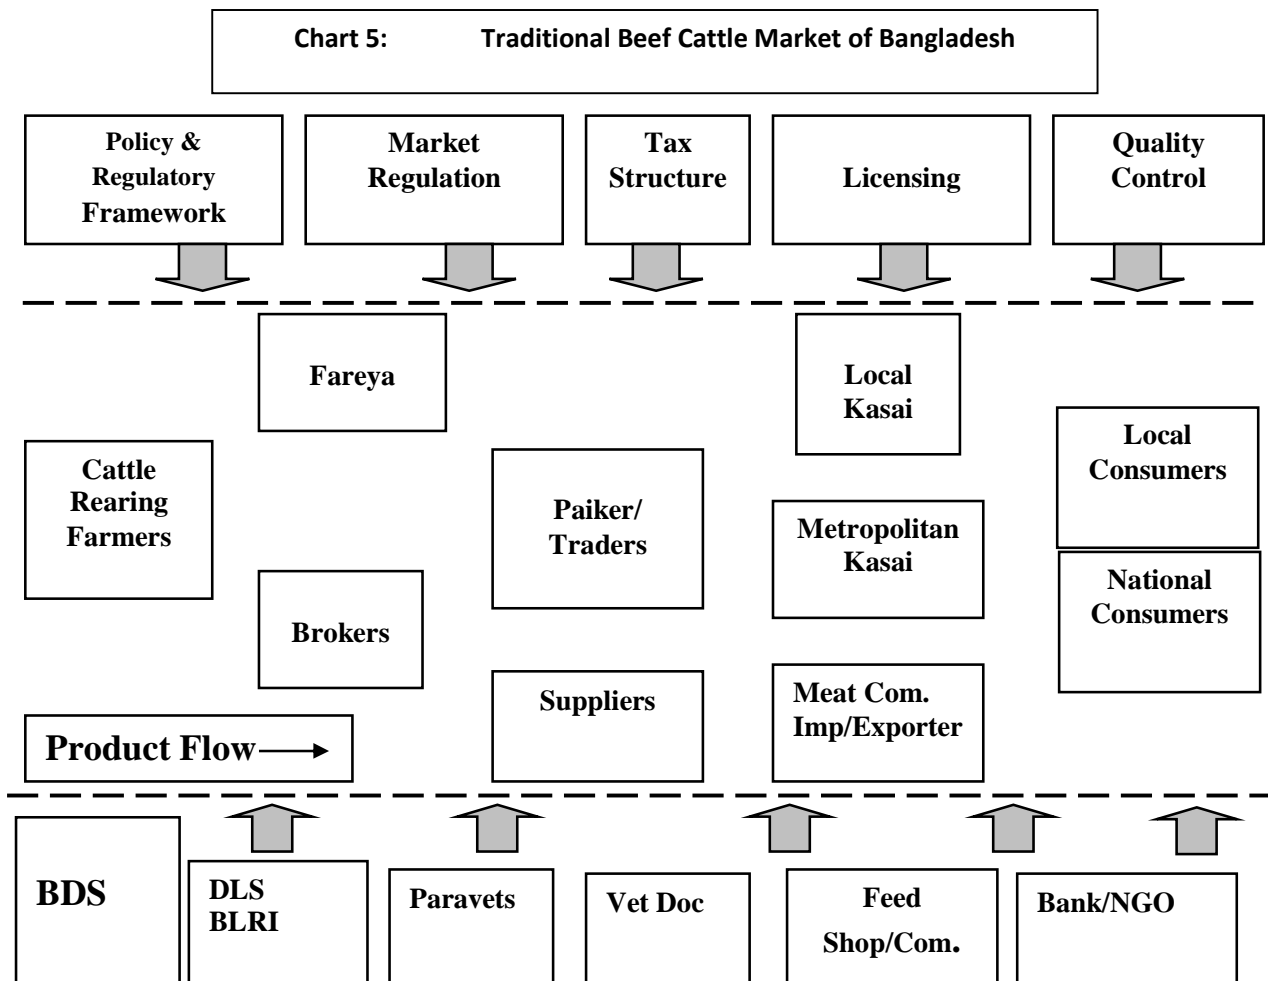 Chart 5: Traditional Beef Cattle Market of Bangladesh
Policy &
Regulatory
Framework
Market
Regulation
Tax
Structure
Licensing
Quality
Control
Fareya
Local
Kasai
Cattle
Rearing
Farmers
Paiker/
Traders
Local
Consumers
Metropolitan
Kasai
Brokers
National
Consumers
Suppliers
Meat Com.
Imp/Exporter
Product Flow
BDS
DLS
BLRI
Paravets
Vet Doc
Feed
Shop/Com.
Bank/NGO